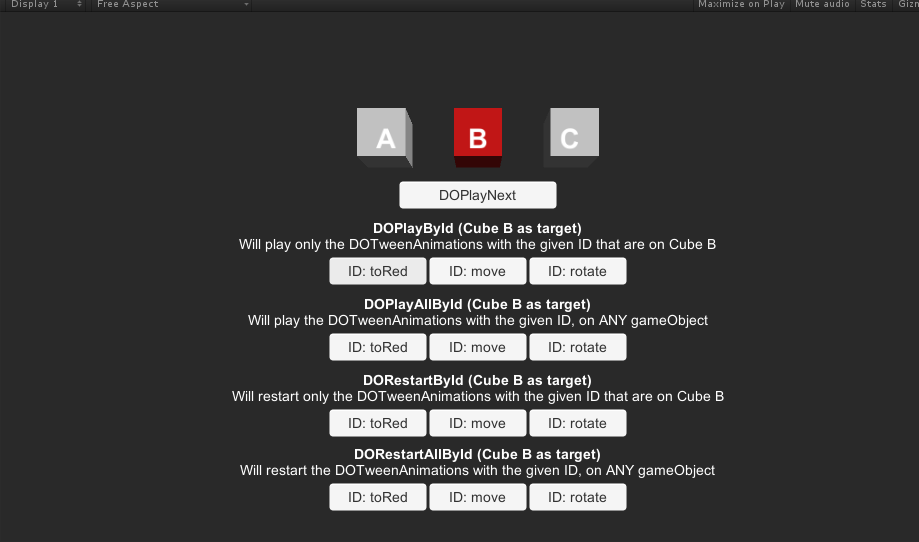 Display 1 Free Aspect Maximize on Play Mute audio Stats
A B C
DOPlayNext
DOPlayById (Cube B as target)
Will play only the DOTweenAnimations with the given ID that are on Cube B
ID: toRed ID: move ID: rotate
DOPlayAllById (Cube B as target)
Will play the DOTweenAnimations with the given ID, on ANY gameObject
ID: toRed ID: move ID: rotate
DORestartById (Cube B as target)
Will restart only the DOTweenAnimations with the given ID that are on Cube B
ID: toRed ID: move ID: rotate
DORestartAllById (Cube B as target)
Will restart the DOTweenAnimations with the given ID, on ANY gameObject
ID: toRed ID: move ID: rotate